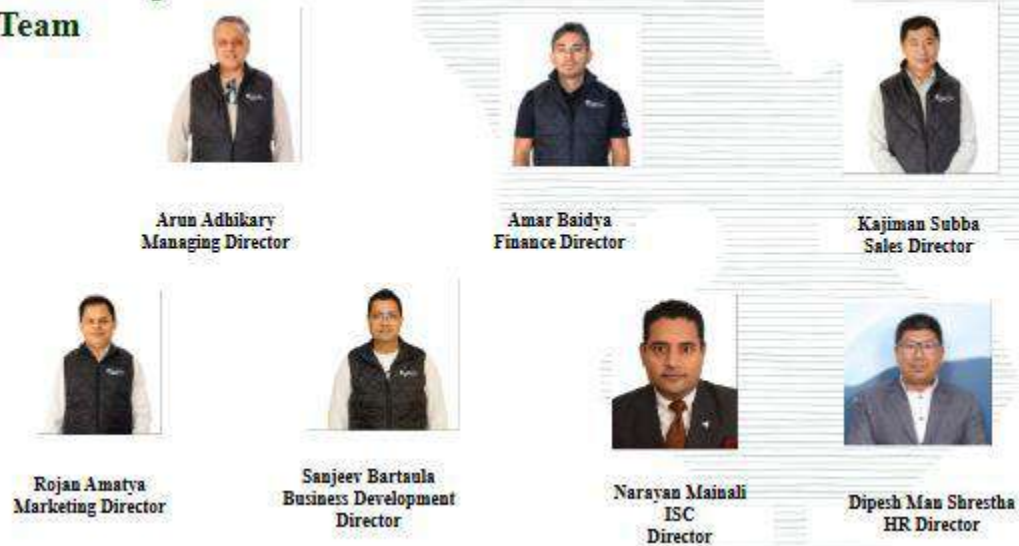 Team
Arun Adhikary
Managing Director
Amar Baidya
Finance Director
Kajiman Subba
Sales Director
Rojan Amatya
Marketing Director
Sanjeev Bartaula
Business Development
Director
Narayan Mainali
ISC
Director
Dipesh Man Shrestha
HR Director